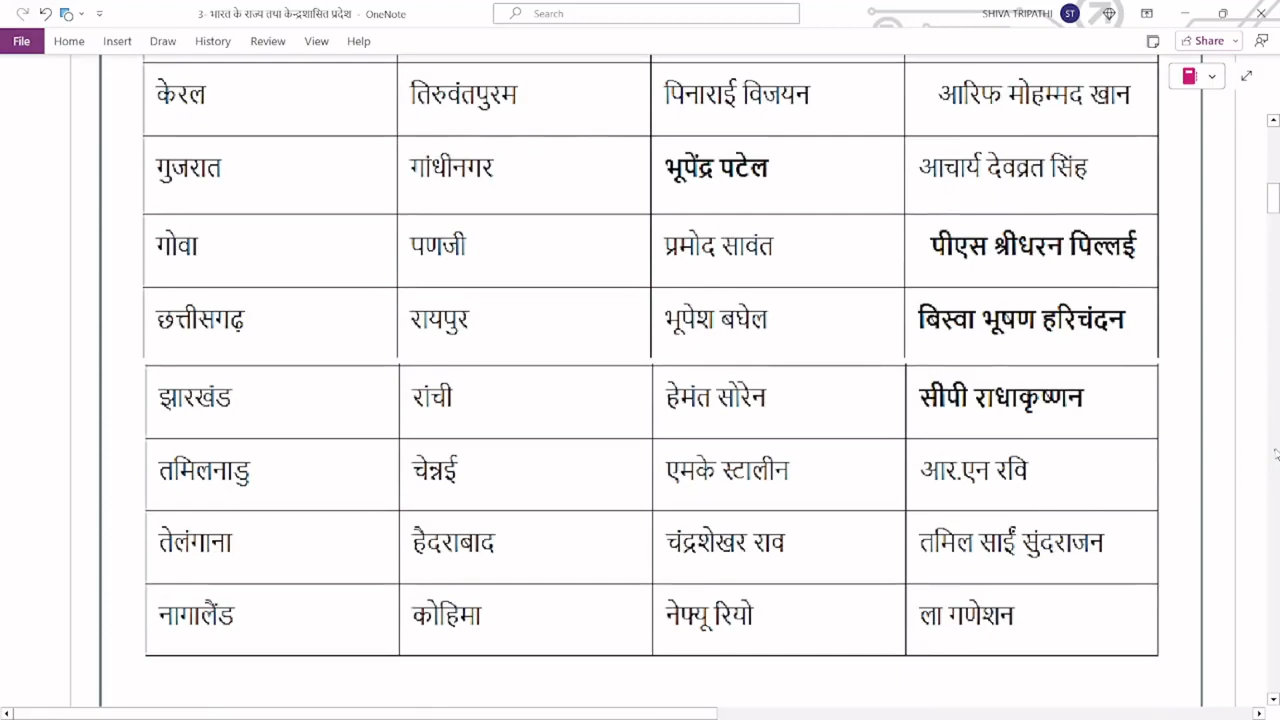 3- भारत के राज्य तथा केन्द्रशासित प्रदेश - OneNote
Search
SHIVA TRIPATHI ST
File Home Insert Draw History Review View Help
Share
केरल तिरुवंतपुरम पिनाराई विजयन आरिफ मोहम्मद खान
गुजरात गांधीनगर भूपेंद्र पटेल आचार्य देवव्रत सिंह
गोवा पणजी प्रमोद सावंत पीएस श्रीधरन पिल्लई
छत्तीसगढ़ रायपुर भूपेश बघेल बिस्वा भूषण हरिचंदन
झारखंड रांची हेमंत सोरेन सीपी राधाकृष्णन
तमिलनाडु चेन्नई एमके स्टालीन आर.एन रवि
तेलंगाना हैदराबाद चंद्रशेखर राव तमिल साईं सुंदराजन
नागालैंड कोहिमा नेफ्यू रियो ला गणेशन